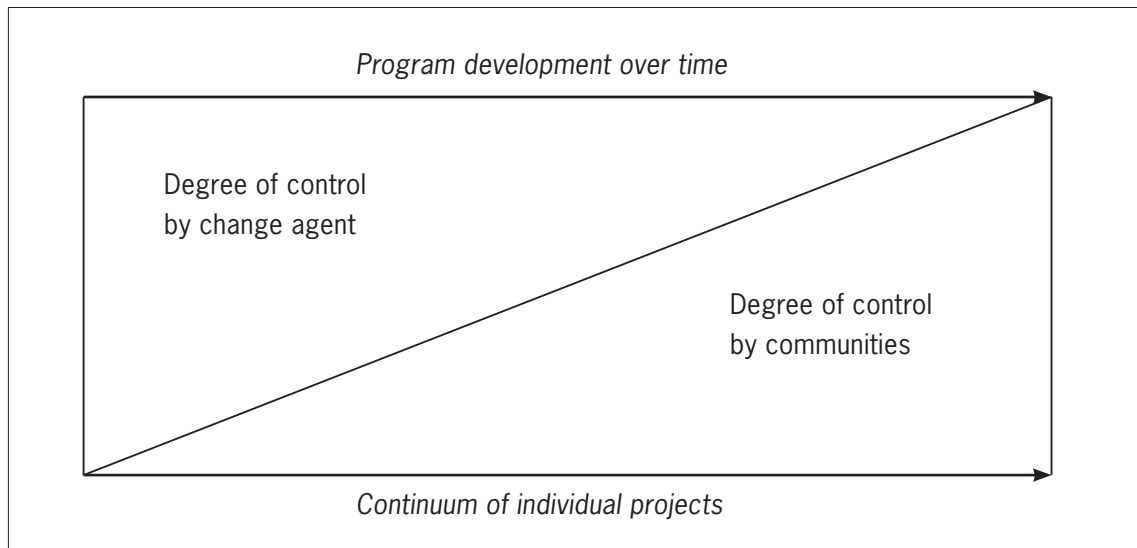 Program development over time
Degree of control
by change agent
Degree of control
by communities
Continuum of individual projects